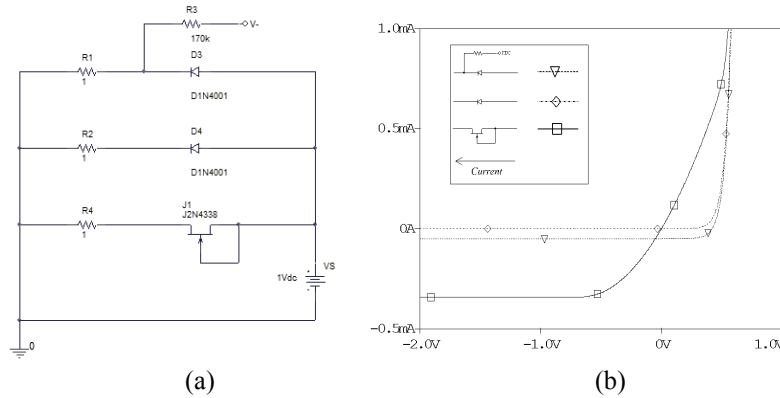 R3
V-
170k
R1
D3
1
D1N4001
R2
D4
1
D1N4001
R4
J1
J2N4338
1
VS
1Vdc
0
(a)
1.0mA
0.5mA
0A
-0.5mA
-2.0V
-1.0V
0V
1.0V
Current
(b)